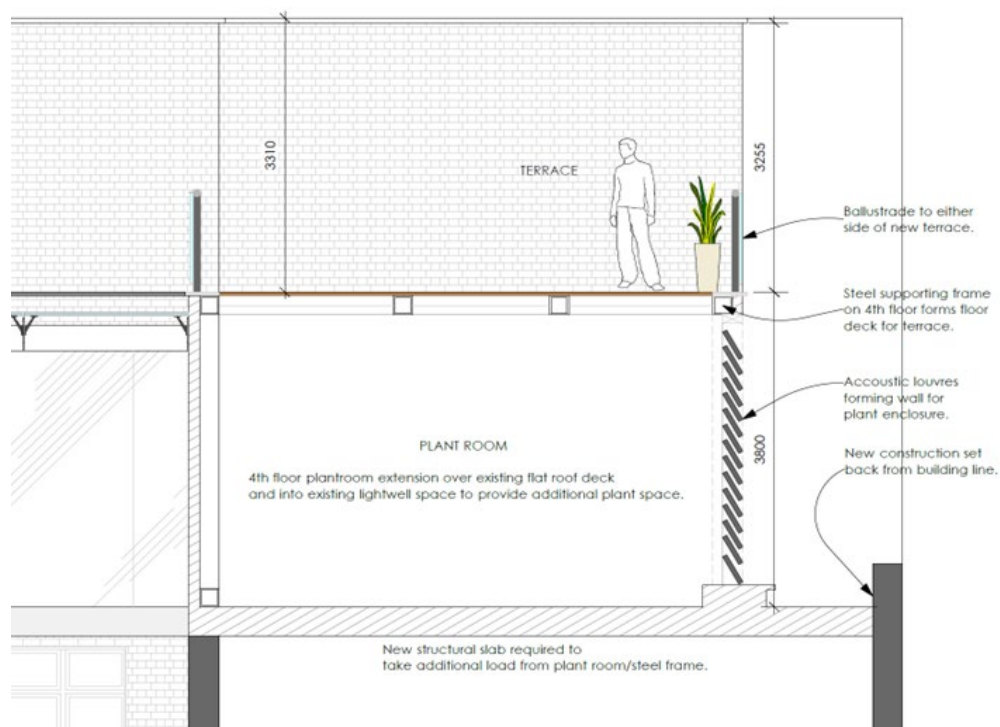 3310
TERRACE
3255
Ballustrade to either
side of new terrace.
Steel supporting frame
on 4th floor forms floor
deck for terrace.
Accoustic louvres
forming wall for
plant enclosure.
3800
PLANT ROOM
4th floor plantroom extension over existing flat roof deck
and into existing lightwell space to provide additional plant space.
New construction set
back from building line.
New structural slab required to
take additional load from plant room/steel frame.